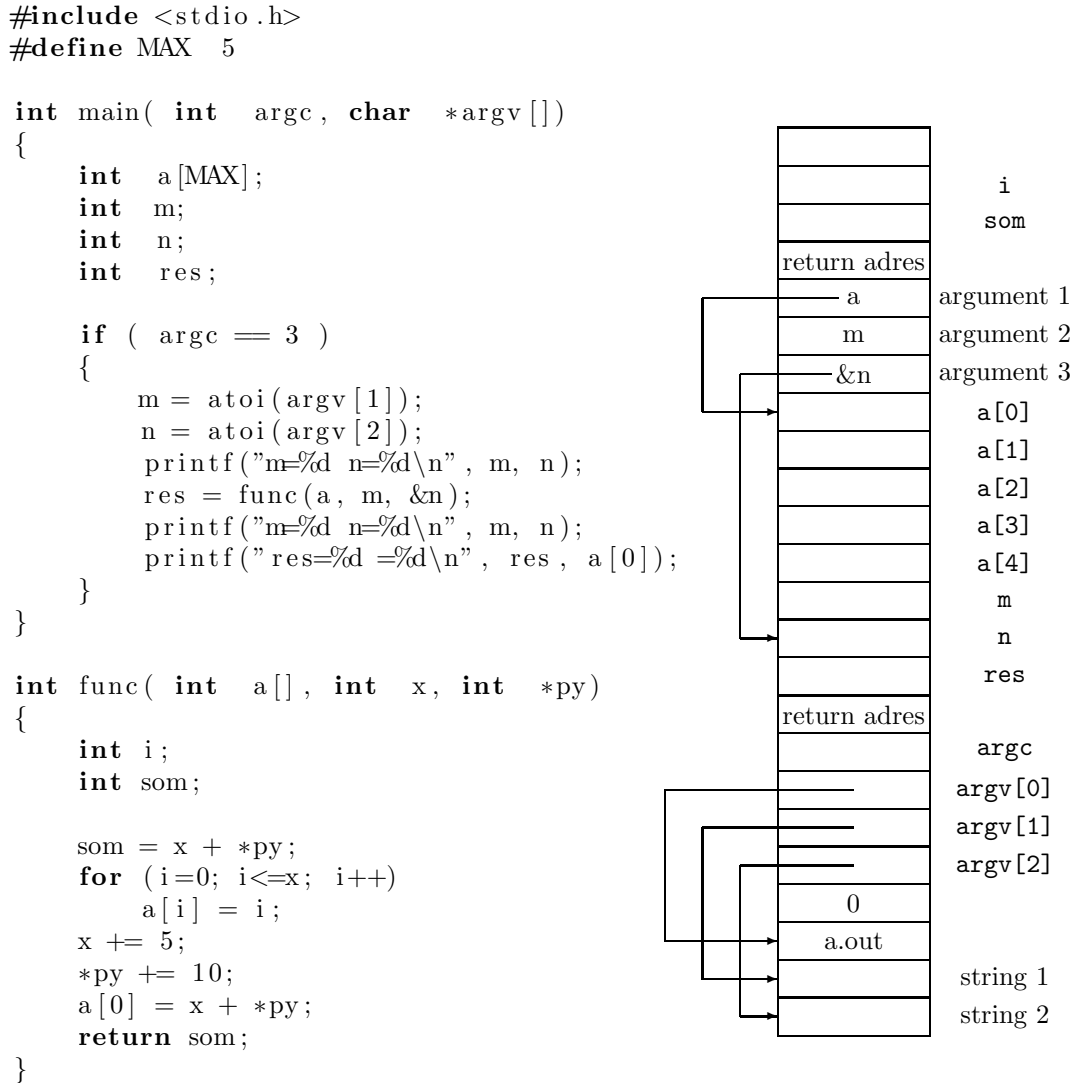 #include <stdio.h>
#define MAX 5
int main( int argc, char *argv[])
{
int a[MAX];
int m;
int n;
int res;
if ( argc == 3 )
{
m = atoi(argv[1]);
n = atoi(argv[2]);
printf("m=%d n=%d\n", m, n);
res = func(a, m, &n);
printf("m=%d n=%d\n", m, n);
printf("res=%d =%d\n", res, a[0]);
}
}
int func( int a[], int x, int *py)
{
int i;
int som;
som = x + *py;
for (i=0; i<=x; i++)
a[i] = i;
x += 5;
*py += 10;
a[0] = x + *py;
return som;
}
i
som
return adres
a argument 1
m argument 2
&n argument 3
a[0]
a[1]
a[2]
a[3]
a[4]
m
n
res
return adres
argc
argv[0]
argv[1]
argv[2]
0
a.out
string 1
string 2